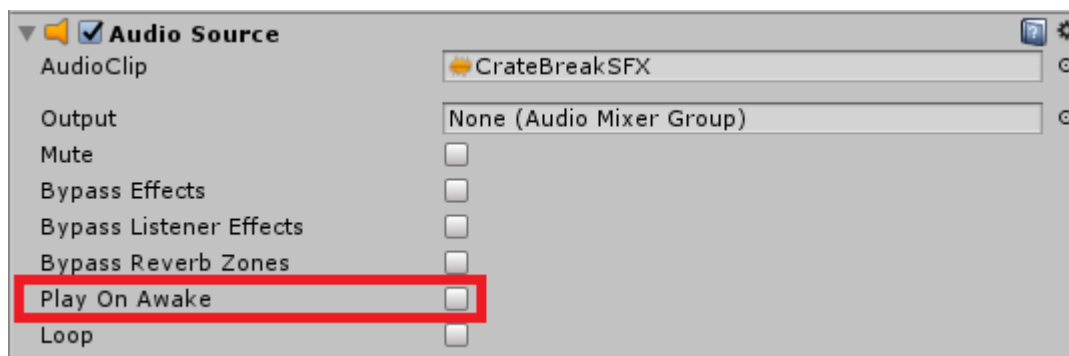 Audio Source
AudioClip CrateBreakSFX
Output None (Audio Mixer Group)
Mute
Bypass Effects
Bypass Listener Effects
Bypass Reverb Zones
Play On Awake
Loop